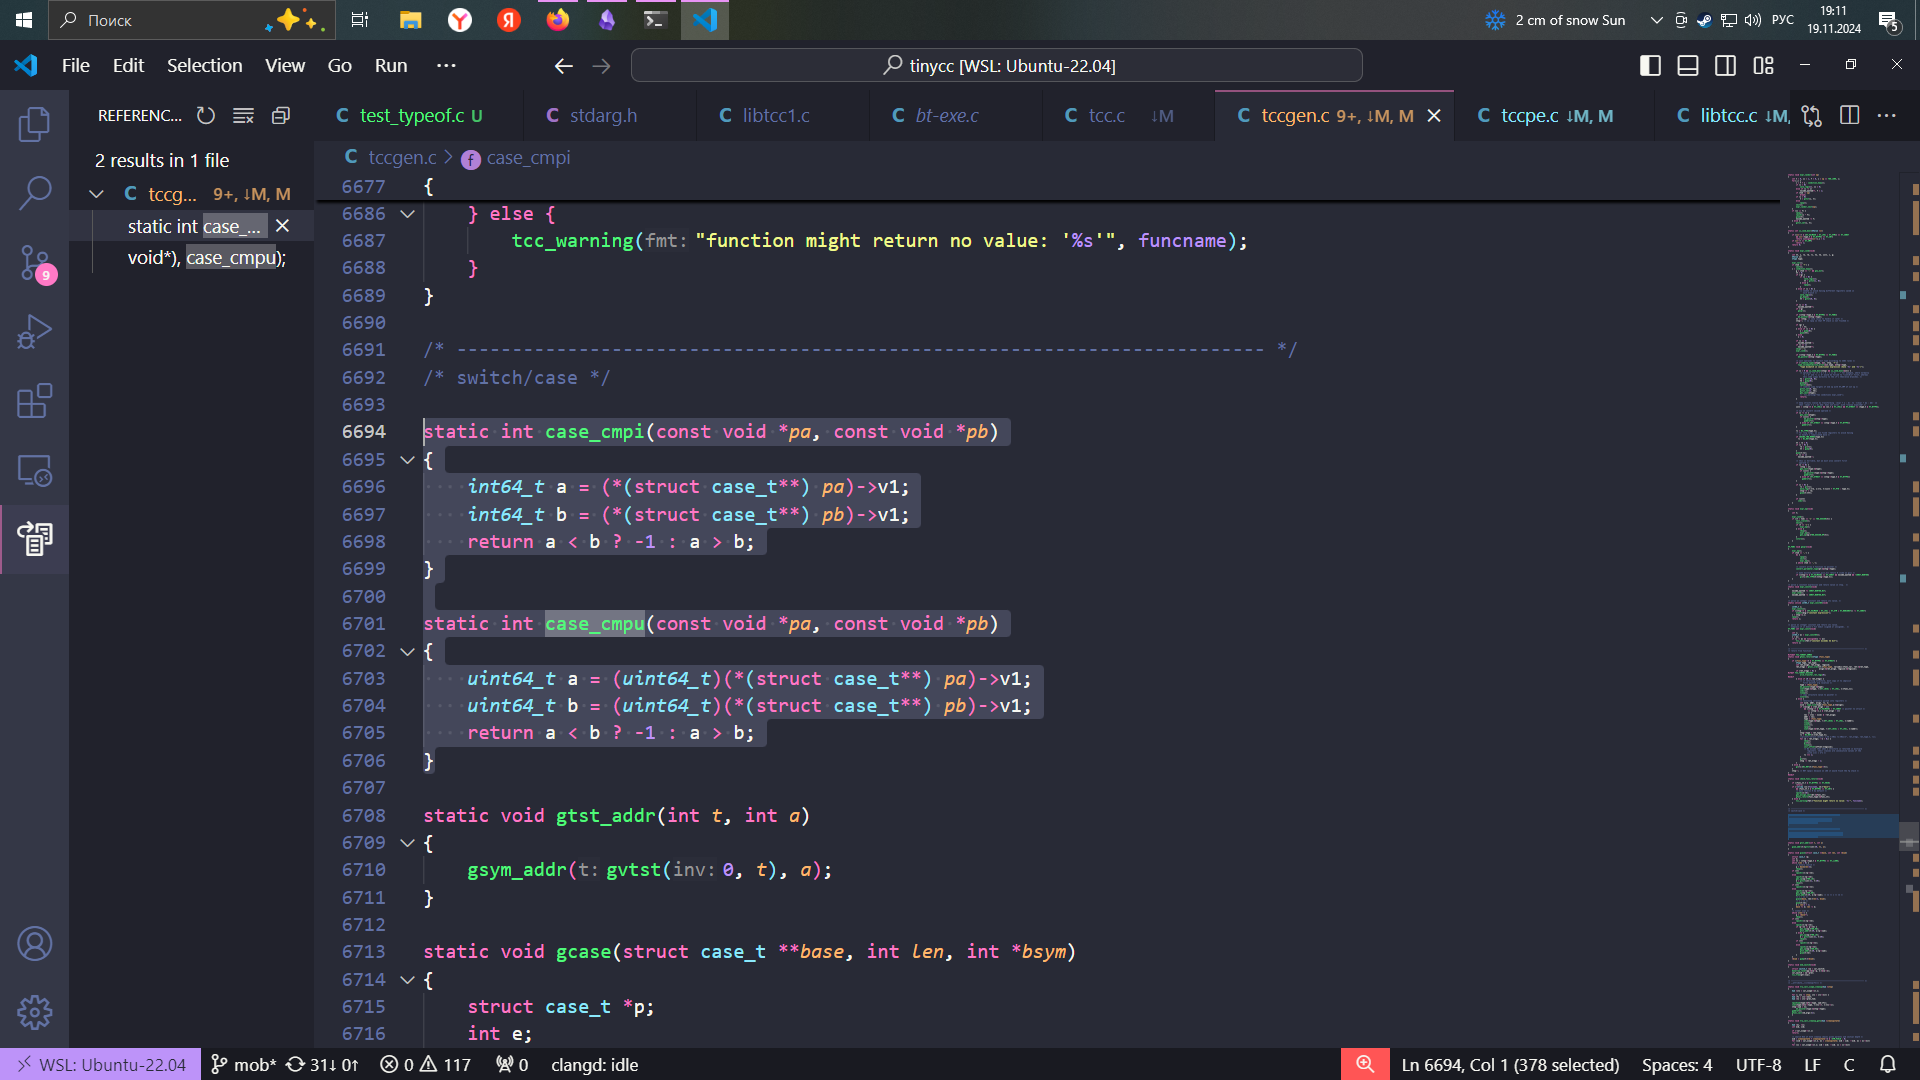 Поиск
2 cm of snow Sun
РУС
19:11
19.11.2024
5
File Edit Selection View Go Run ···
tinycc [WSL: Ubuntu-22.04]
REFERENC...
C test_typeof.c U
C stdarg.h
C libtcc1.c
C bt-exe.c
C tcc.c ↓M
C tccgen.c 9+, ↓M, M
C tccpe.c ↓M, M
C libtcc.c ↓M,
2 results in 1 file
C tccg... 9+, ↓M, M
static int case_...
void*), case_cmpu);
9
C tccgen.c > f case_cmpi
6677 {
6686 } else {
6687 tcc_warning(fmt: "function might return no value: '%s'", funcname);
6688 }
6689 }
6690
6691 /* ------------------------------------------------------------------------- */
6692 /* switch/case */
6693
6694 static int case_cmpi(const void *pa, const void *pb)
6695 {
6696 int64_t a = (*(struct case_t**) pa)->v1;
6697 int64_t b = (*(struct case_t**) pb)->v1;
6698 return a < b ? -1 : a > b;
6699 }
6700
6701 static int case_cmpu(const void *pa, const void *pb)
6702 {
6703 uint64_t a = (uint64_t)(*(struct case_t**) pa)->v1;
6704 uint64_t b = (uint64_t)(*(struct case_t**) pb)->v1;
6705 return a < b ? -1 : a > b;
6706 }
6707
6708 static void gtst_addr(int t, int a)
6709 {
6710 gsym_addr(t: gvtst(inv: 0, t), a);
6711 }
6712
6713 static void gcase(struct case_t **base, int len, int *bsym)
6714 {
6715 struct case_t *p;
6716 int e;
WSL: Ubuntu-22.04
mob* 31↓ 0↑
0 117
0
clangd: idle
Ln 6694, Col 1 (378 selected)
Spaces: 4
UTF-8
LF
C